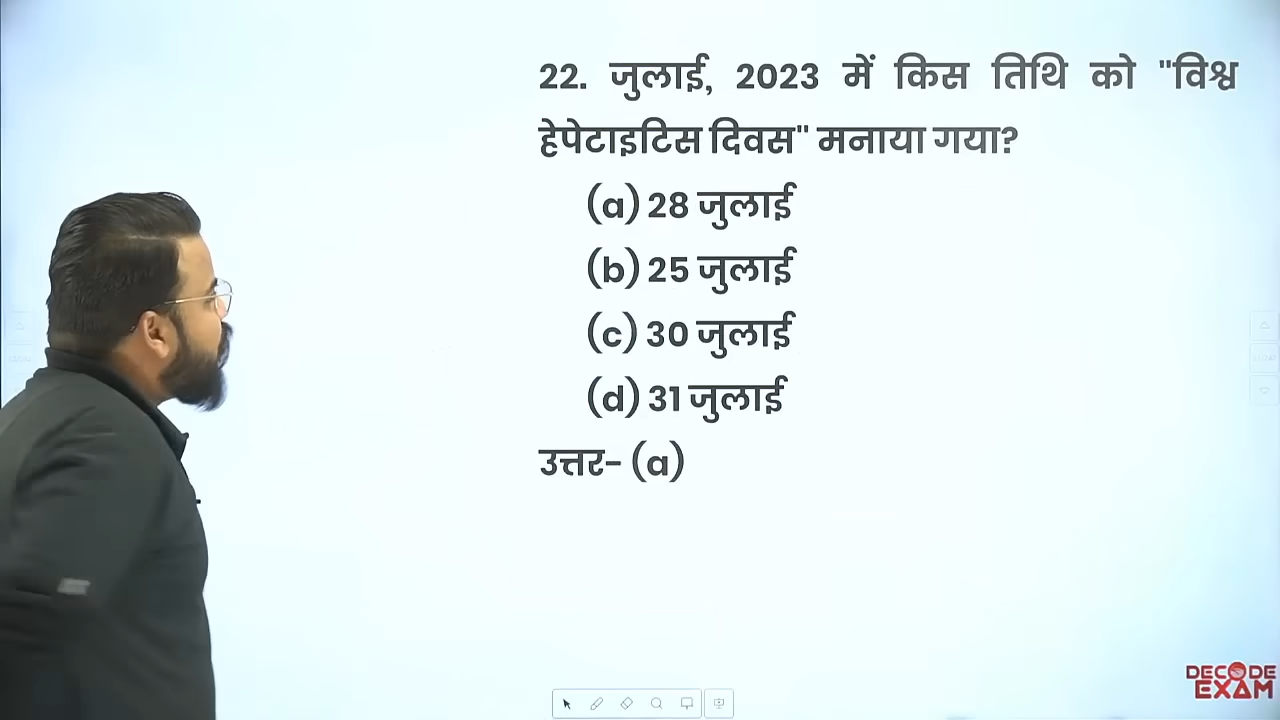 22. जुलाई, 2023 में किस तिथि को "विश्व
हेपेटाइटिस दिवस" मनाया गया?
(a) 28 जुलाई
(b) 25 जुलाई
(c) 30 जुलाई
(d) 31 जुलाई
उत्तर- (a)
DECODE
EXAM